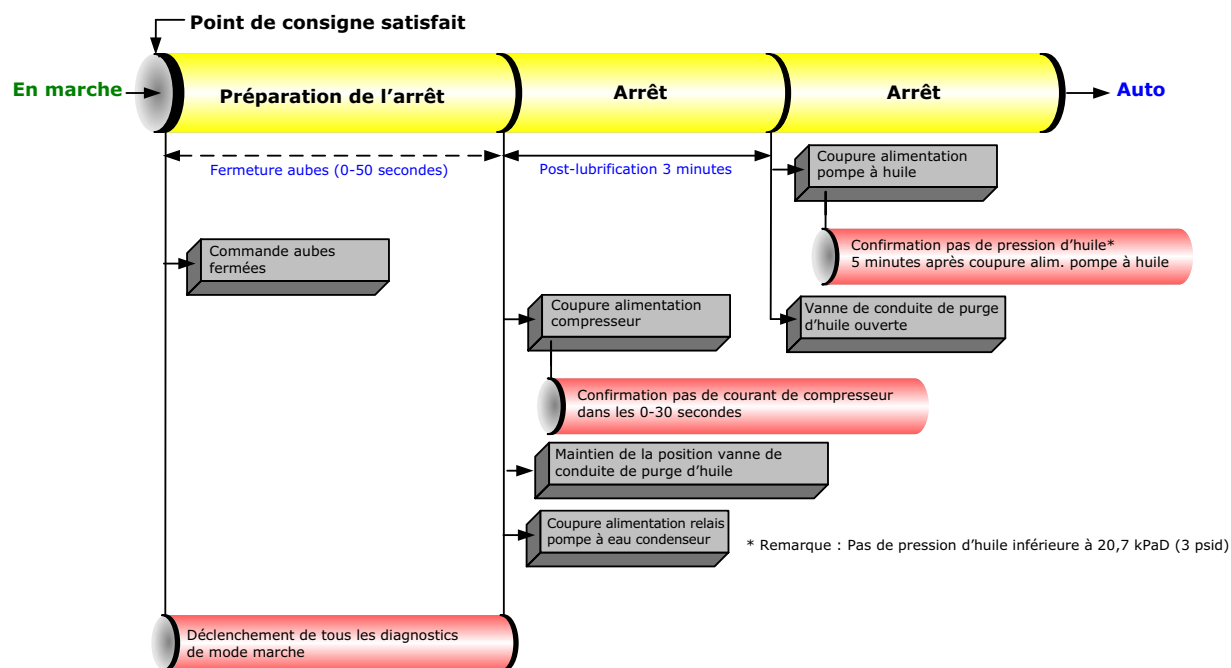 Point de consigne satisfait
En marche
Préparation de l’arrêt
Arrêt
Arrêt
Auto
Fermeture aubes (0-50 secondes)
Post-lubrification 3 minutes
Coupure alimentation
pompe à huile
Confirmation pas de pression d’huile*
5 minutes après coupure alim. pompe à huile
Commande aubes
fermées
Coupure alimentation
compresseur
Vanne de conduite de purge
d’huile ouverte
Confirmation pas de courant de compresseur
dans les 0-30 secondes
Maintien de la position vanne de
conduite de purge d’huile
Coupure alimentation relais
pompe à eau condenseur
* Remarque : Pas de pression d’huile inférieure à 20,7 kPaD (3 psid)
Déclenchement de tous les diagnostics
de mode marche